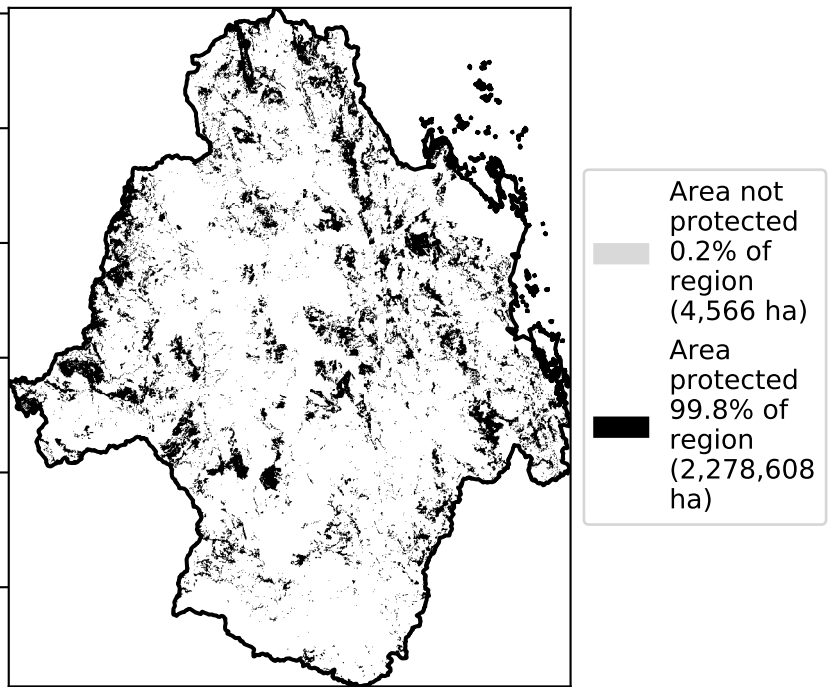 Area not
protected
0.2% of
region
(4,566 ha)
Area
protected
99.8% of
region
(2,278,608
ha)